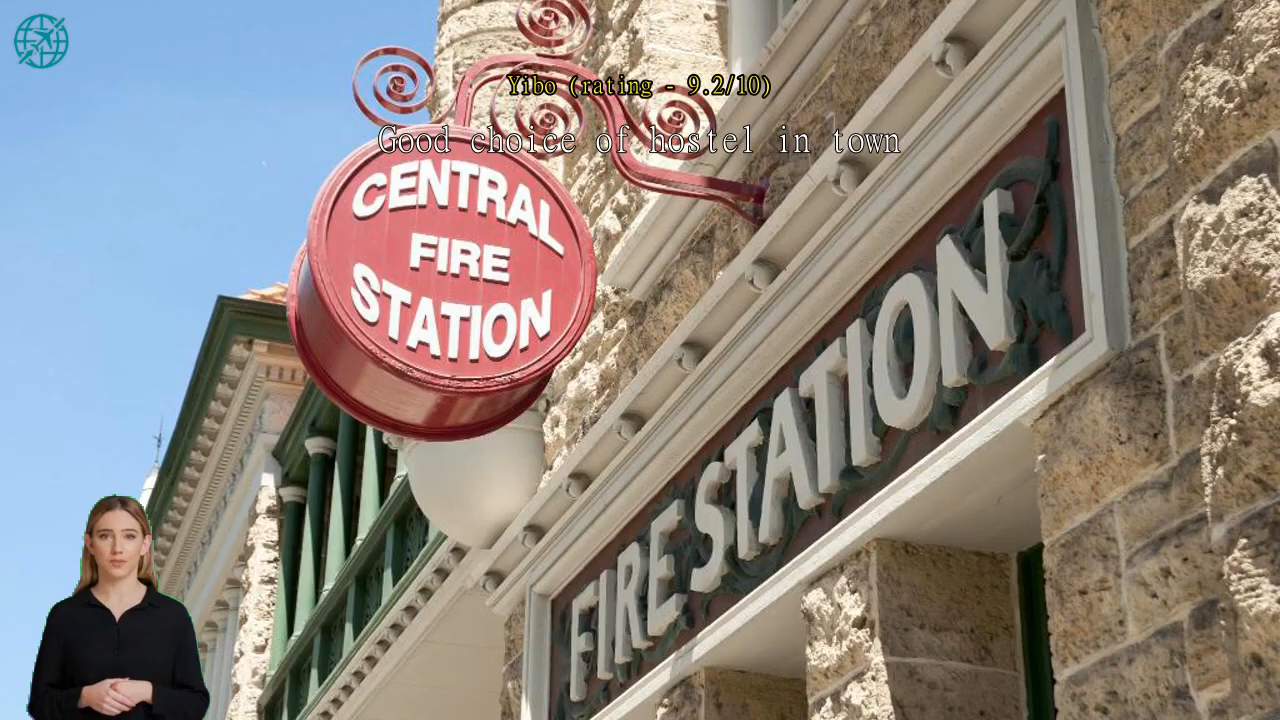 Yibo (rating - 9.2/10)
Good choice of hostel in town
CENTRAL
FIRE
STATION
FIRE STATION